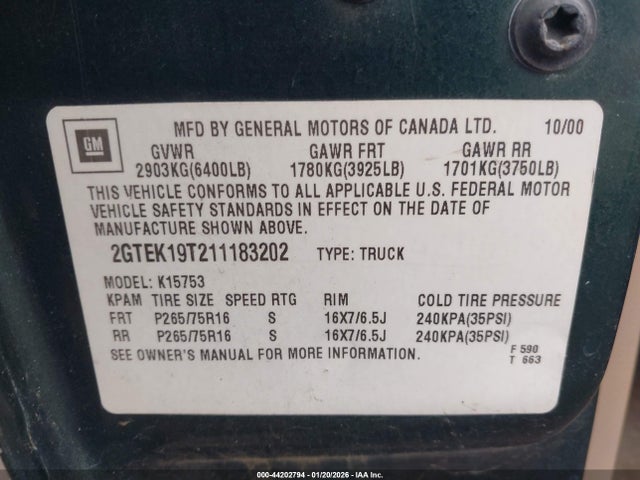 GM
MFD BY GENERAL MOTORS OF CANADA LTD. 10/00
GVWR GAWR FRT GAWR RR
2903KG(6400LB) 1780KG(3925LB) 1701KG(3750LB)
THIS VEHICLE CONFORMS TO ALL APPLICABLE U.S. FEDERAL MOTOR
VEHICLE SAFETY STANDARDS IN EFFECT ON THE DATE OF
MANUFACTURE SHOWN ABOVE.
2GTEK19T211183202 TYPE: TRUCK
MODEL: K15753
KPAM TIRE SIZE SPEED RTG RIM COLD TIRE PRESSURE
FRT P265/75R16 S 16X7/6.5J 240KPA(35PSI)
RR P265/75R16 S 16X7/6.5J 240KPA(35PSI)
SEE OWNER'S MANUAL FOR MORE INFORMATION.
F 590
T 663
000-44202794 - 01/20/2026 - IAA Inc.